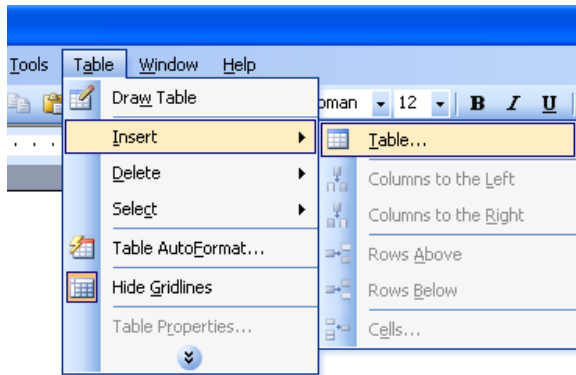 Tools Table Window Help
Draw Table
oman 12 B I U
Insert
Table...
Delete
Columns to the Left
Select
Columns to the Right
Table AutoFormat...
Rows Above
Hide Gridlines
Rows Below
Table Properties...
Cells...